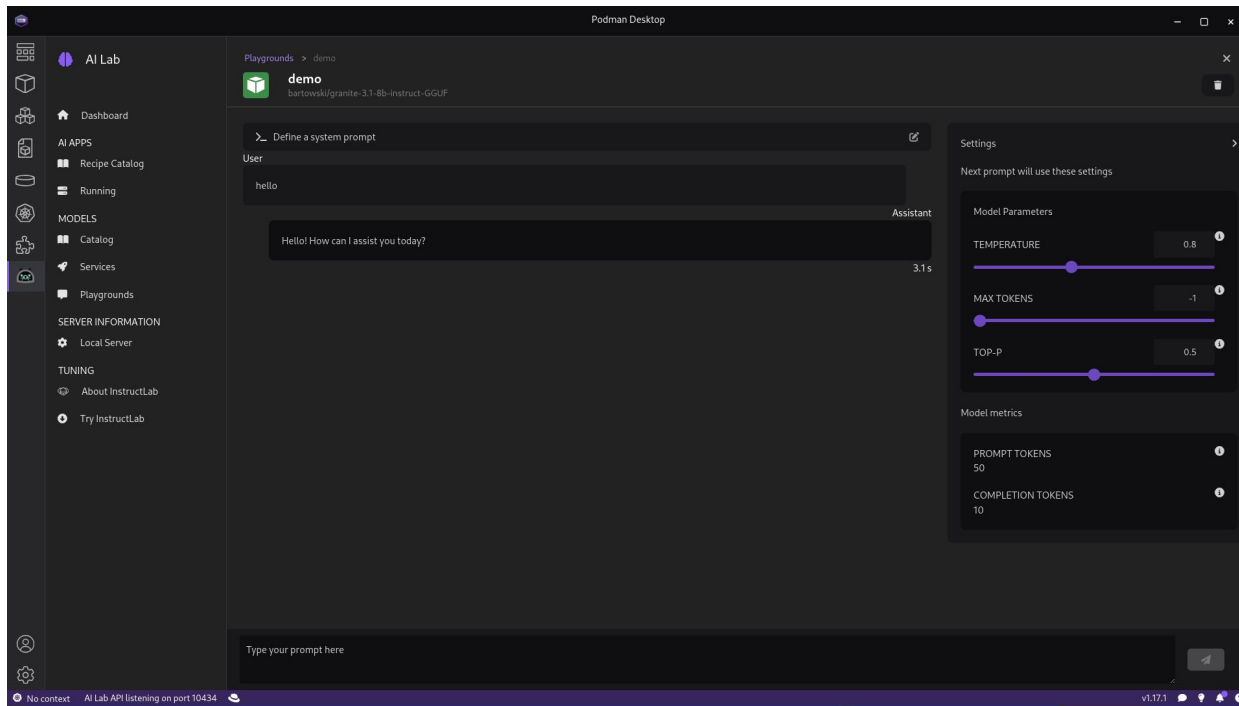 Podman Desktop
AI Lab
Dashboard
AI APPS
Recipe Catalog
Running
MODELS
Catalog
Services
Playgrounds
SERVER INFORMATION
Local Server
TUNING
About InstructLab
Try InstructLab
Playgrounds > demo
demo
bartowski/granite-3.1-8b-instruct-GGUF
Define a system prompt
User
hello
Assistant
Hello! How can I assist you today?
3.1 s
Settings
Next prompt will use these settings
Model Parameters
TEMPERATURE 0.8
MAX TOKENS -1
TOP-P 0.5
Model metrics
PROMPT TOKENS
50
COMPLETION TOKENS
10
Type your prompt here
No context AI Lab API listening on port 10434 v1.17.1